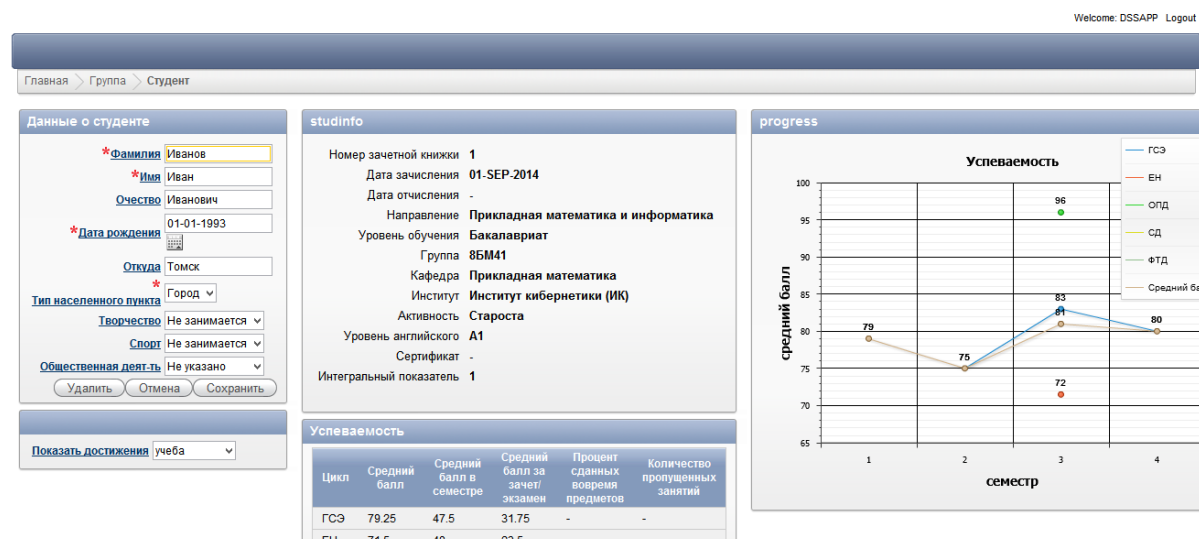 Welcome: DSSAPP Logout
Главная Группа Студент
Данные о студенте
*Фамилия Иванов
*Имя Иван
Очество Иванович
*Дата рождения 01-01-1993
Откуда Томск
*
Тип населенного пункта Город
Творчество Не занимается
Спорт Не занимается
Общественная деят-ть Не указано
Удалить Отмена Сохранить
Показать достижения учеба
studinfo
Номер зачетной книжки 1
Дата зачисления 01-SEP-2014
Дата отчисления -
Направление Прикладная математика и информатика
Уровень обучения Бакалавриат
Группа 8БМ41
Кафедра Прикладная математика
Институт Институт кибернетики (ИК)
Активность Староста
Уровень английского A1
Сертификат -
Интегральный показатель 1
Успеваемость
Цикл
Средний
балл
Средний
балл в
семестре
Средний
балл за
зачет/
экзамен
Процент
сданных
вовремя
предметов
Количество
пропущенных
занятий
ГСЭ 79.25 47.5 31.75 - -
progress
Успеваемость
ГСЭ
ЕН
ОПД
СД
ФТД
Средний ба
средний балл
100
95
90
85
80
75
70
65
79
75
96
83
81
72
80
1 2 3 4
семестр